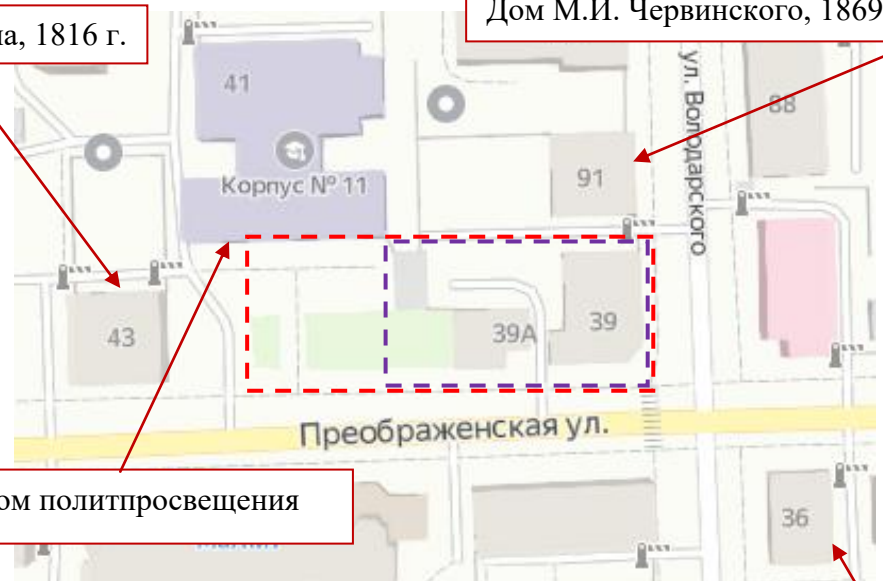 на, 1816 г.
Дом М.И. Червинского, 1869
41
88
ул. Володарского
Корпус № 11
91
43
39А
39
Преображенская ул.
ом политпросвещения
36